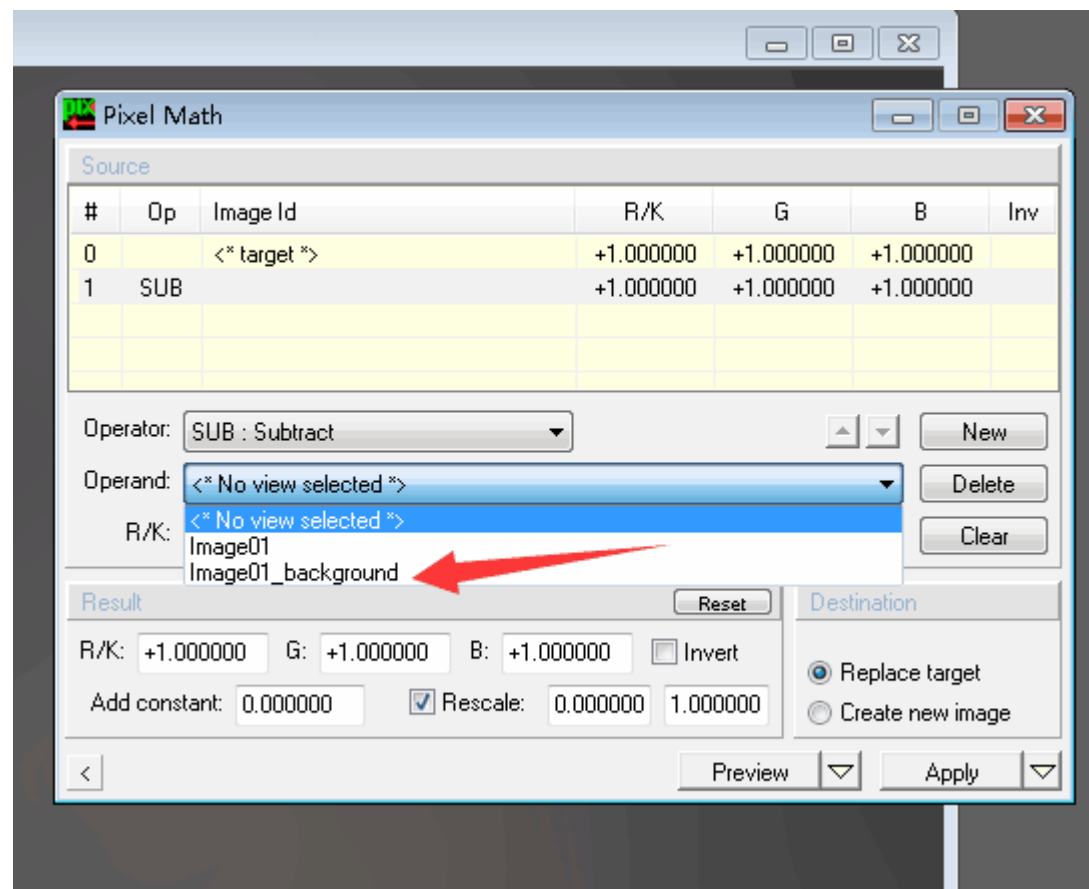 Pixel Math
Source
# Op Image Id R/K G B Inv
0 <* target *> +1.000000 +1.000000 +1.000000
1 SUB +1.000000 +1.000000 +1.000000
Operator: SUB : Subtract New
Operand: <* No view selected *> Delete
<* No view selected *>
R/K: Clear
Image01
Image01_background
Result Reset Destination
R/K: +1.000000 G: +1.000000 B: +1.000000 Invert
Replace target
Add constant: 0.000000 Rescale: 0.000000 1.000000
Create new image
< Preview Apply